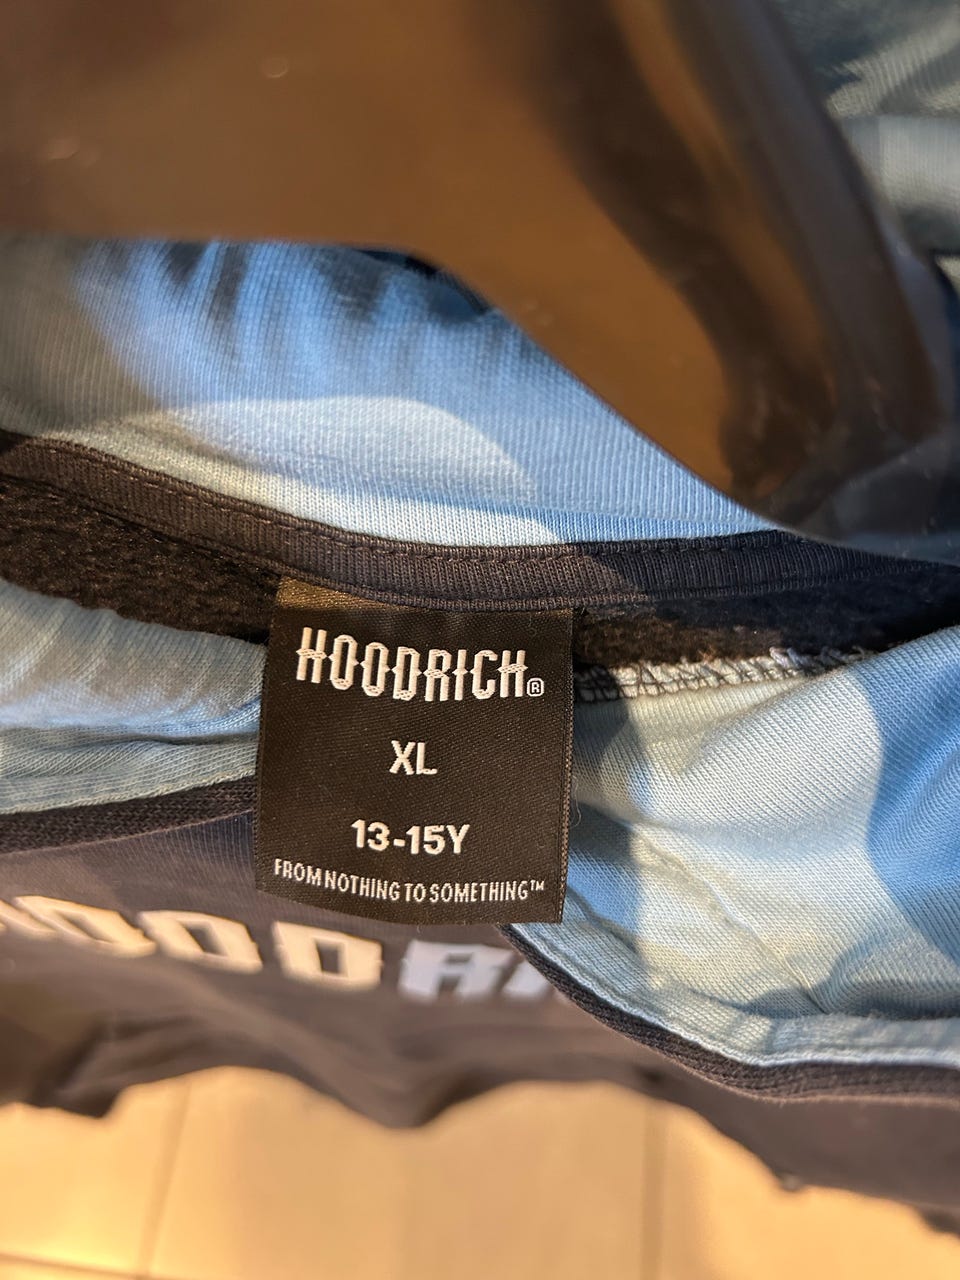 HOODRICH®
XL
13-15Y
FROM NOTHING TO SOMETHING™